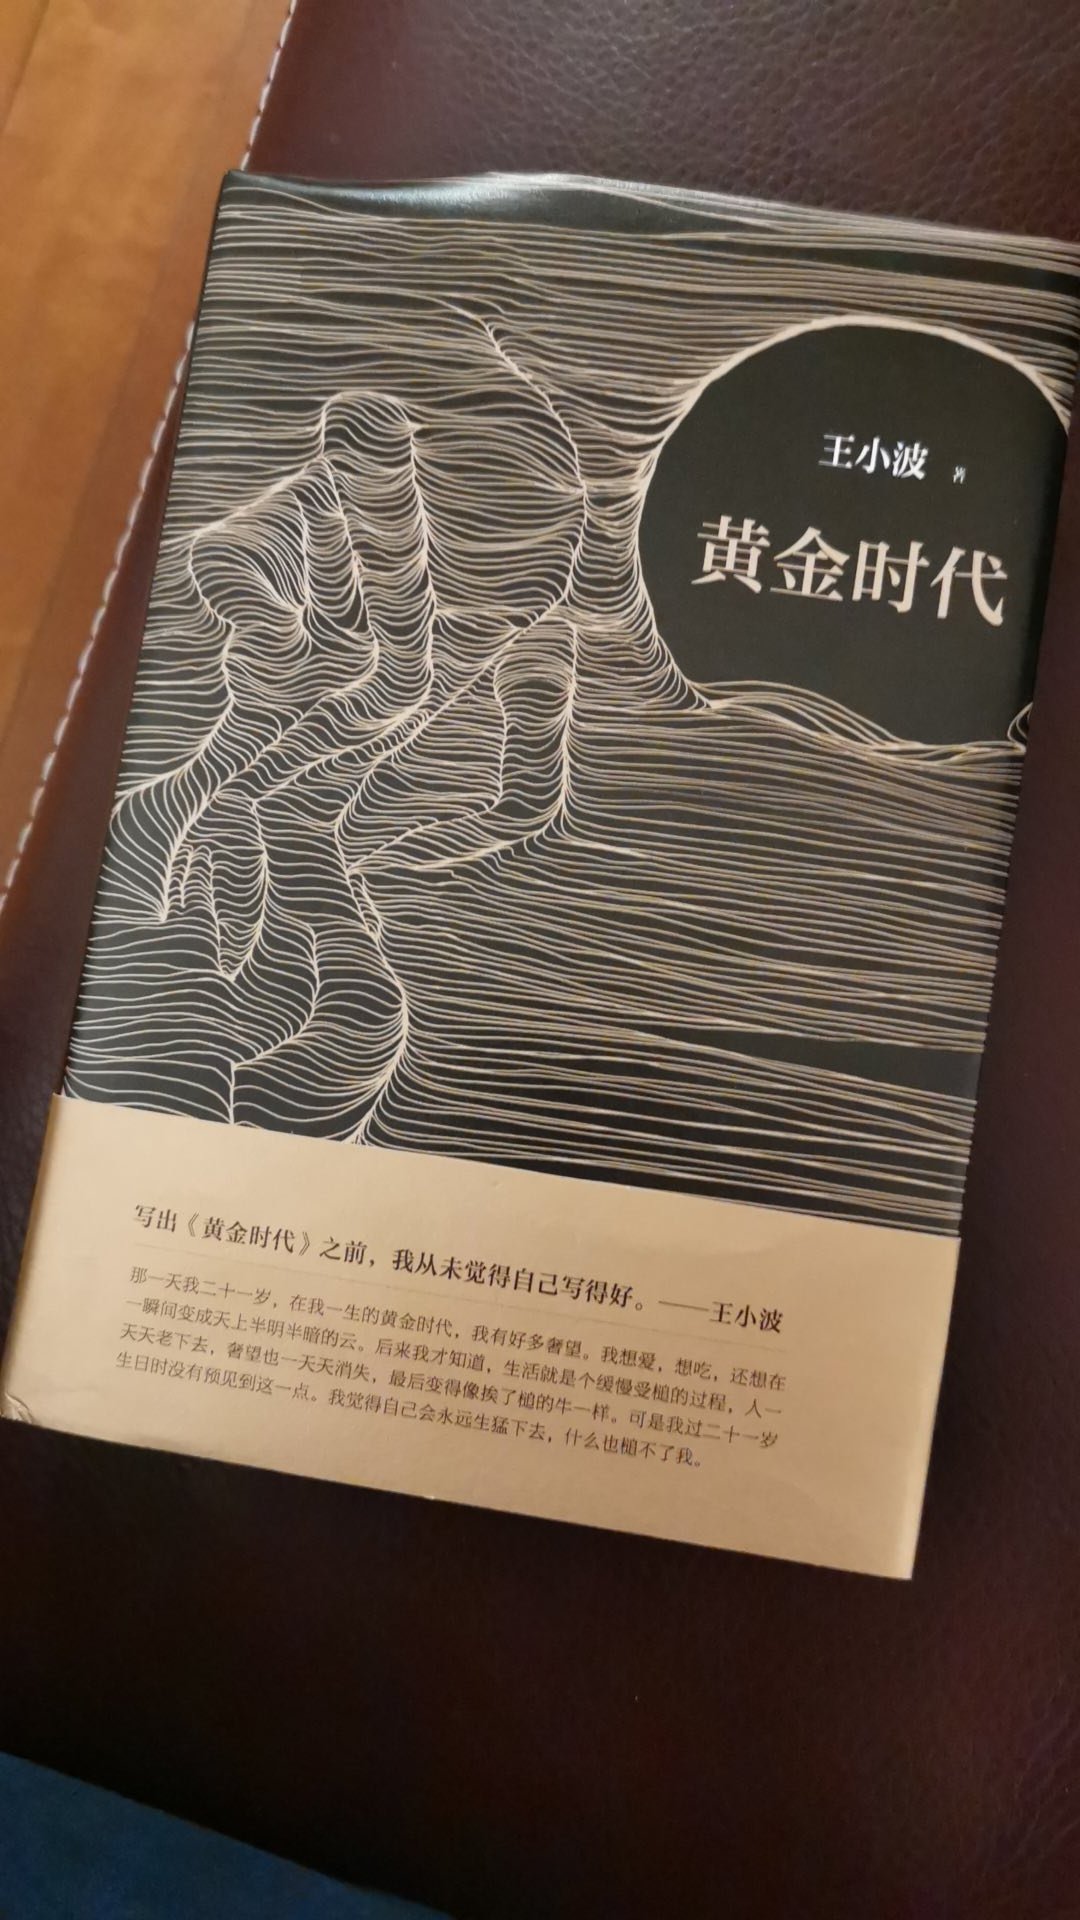 王小波 著
黄金时代
写出《黄金时代》之前，我从未觉得自己写得好。——王小波
那一天我二十一岁，在我一生的黄金时代，我有好多奢望。我想爱，想吃，还想在
一瞬间变成天上半明半暗的云。后来我才知道，生活就是个缓慢受槌的过程，人一
天天老下去，奢望也一天天消失，最后变得像挨了槌的牛一样。可是我过二十一岁
生日时没有预见到这一点。我觉得自己会永远生猛下去，什么也槌不了我。